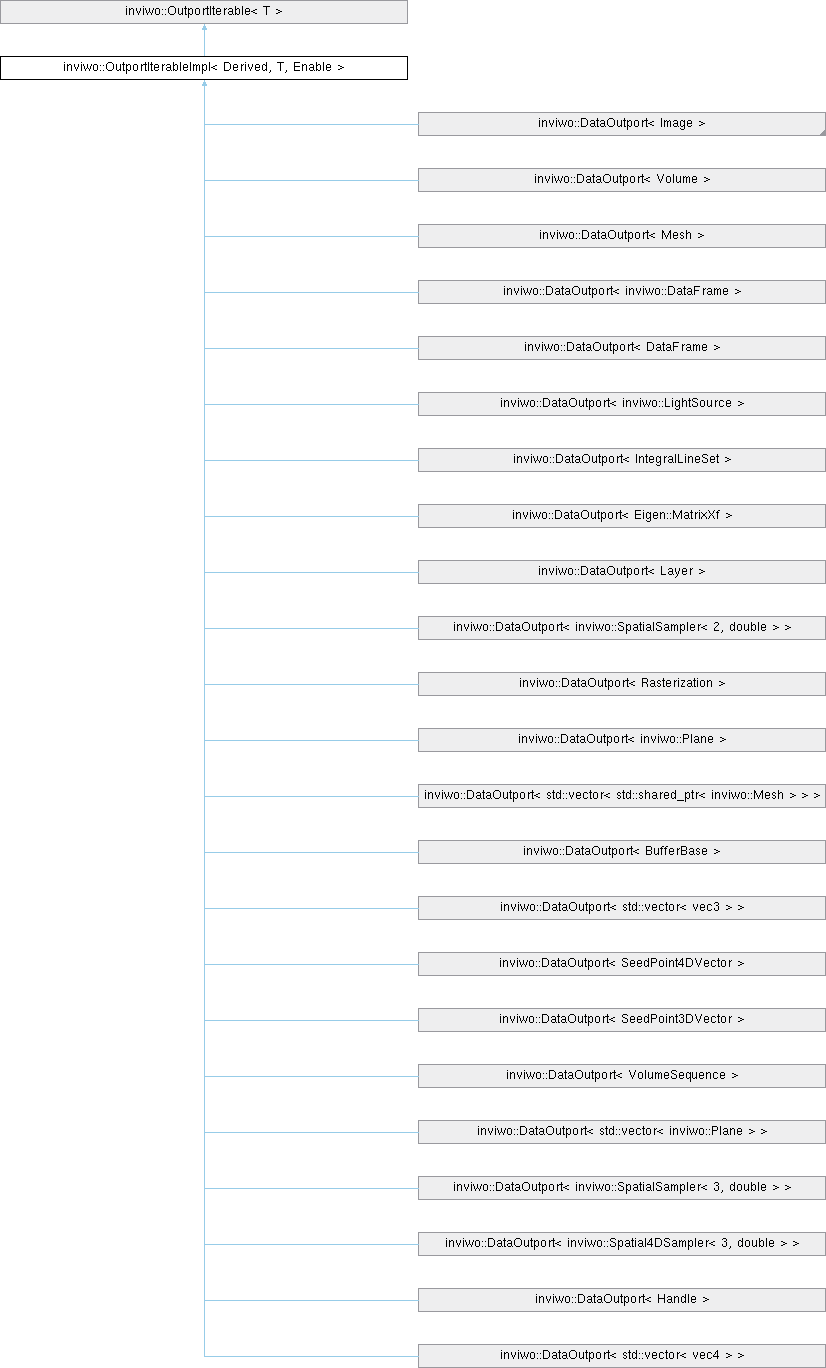 inviwo::OutportIterable< T >
inviwo::OutportIterableImpl< Derived, T, Enable >
inviwo::DataOutport< Image >
inviwo::DataOutport< Volume >
inviwo::DataOutport< Mesh >
inviwo::DataOutport< inviwo::DataFrame >
inviwo::DataOutport< DataFrame >
inviwo::DataOutport< inviwo::LightSource >
inviwo::DataOutport< IntegralLineSet >
inviwo::DataOutport< Eigen::MatrixXf >
inviwo::DataOutport< Layer >
inviwo::DataOutport< inviwo::SpatialSampler< 2, double > >
inviwo::DataOutport< Rasterization >
inviwo::DataOutport< inviwo::Plane >
inviwo::DataOutport< std::vector< std::shared_ptr< inviwo::Mesh > > >
inviwo::DataOutport< BufferBase >
inviwo::DataOutport< std::vector< vec3 > >
inviwo::DataOutport< SeedPoint4DVector >
inviwo::DataOutport< SeedPoint3DVector >
inviwo::DataOutport< VolumeSequence >
inviwo::DataOutport< std::vector< inviwo::Plane > >
inviwo::DataOutport< inviwo::SpatialSampler< 3, double > >
inviwo::DataOutport< inviwo::Spatial4DSampler< 3, double > >
inviwo::DataOutport< Handle >
inviwo::DataOutport< std::vector< vec4 > >